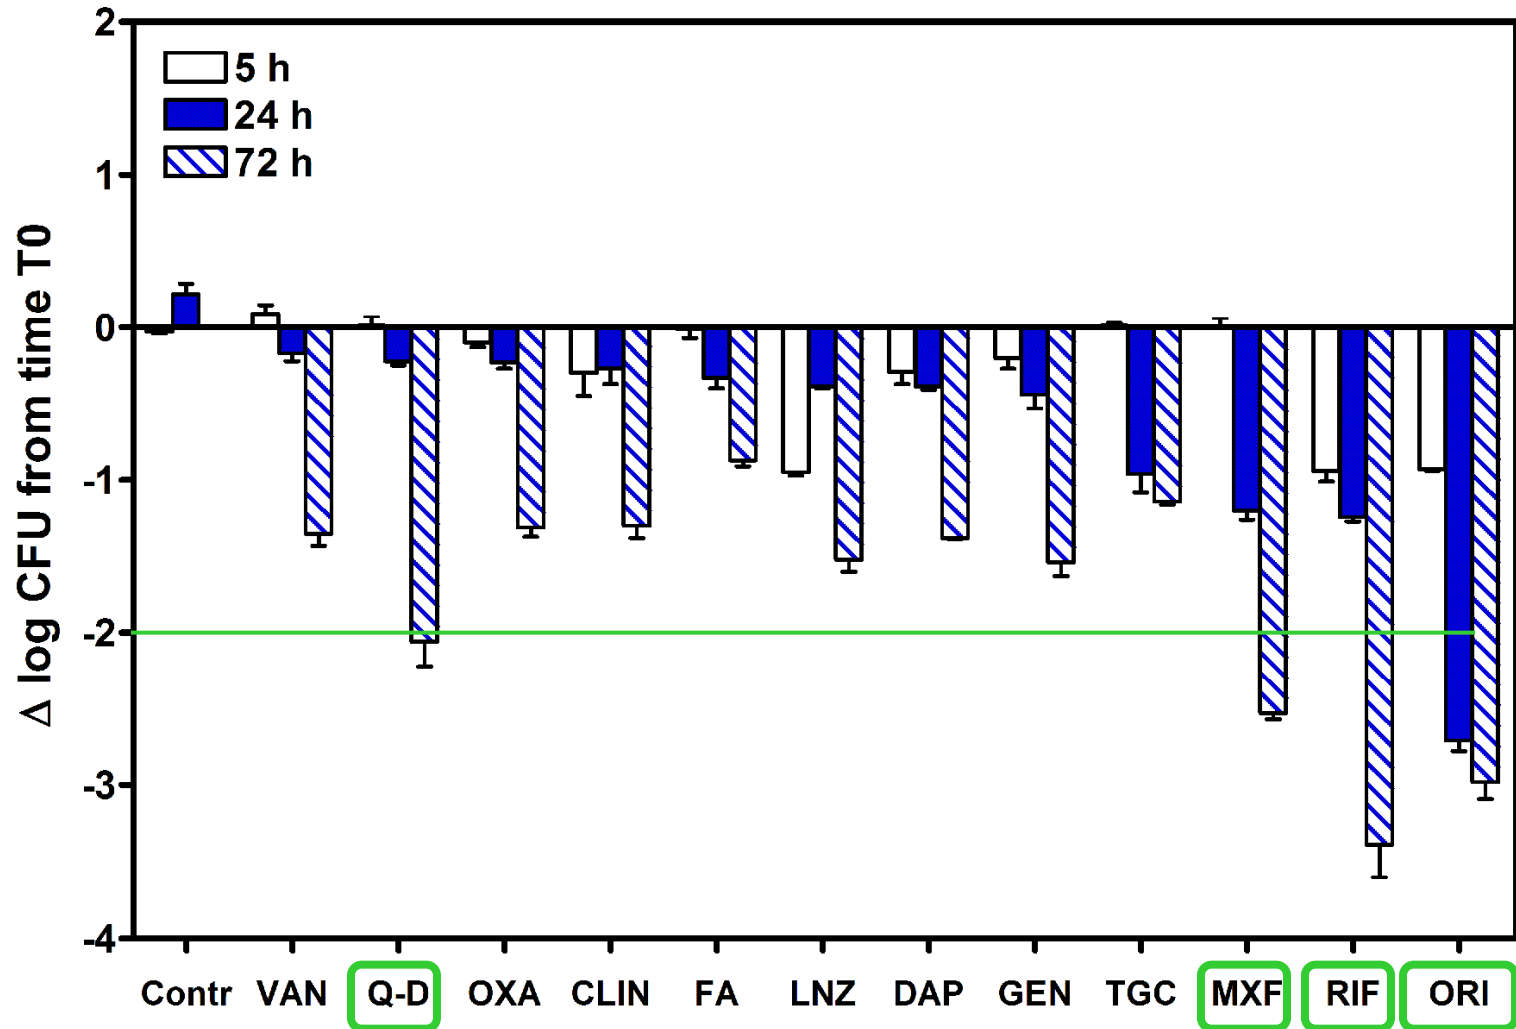 2
5 h
24 h
72 h
1
0
-1
-2
-3
-4
Δ log CFU from time T0
Contr VAN Q-D OXA CLIN FA LNZ DAP GEN TGC MXF RIF ORI